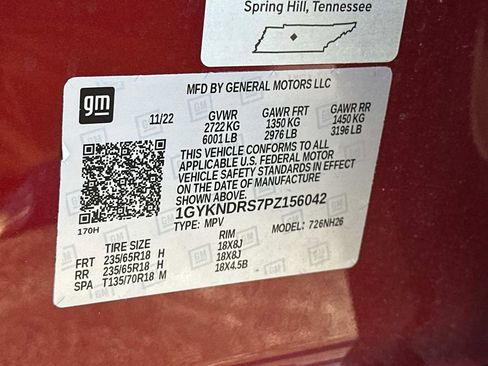 Spring Hill, Tennessee
gm
MFD BY GENERAL MOTORS LLC
11/22
GVWR GAWR FRT GAWR RR
2722 KG 1350 KG 1450 KG
6001 LB 2976 LB 3196 LB
THIS VEHICLE CONFORMS TO ALL
APPLICABLE U.S. FEDERAL MOTOR
VEHICLE SAFETY STANDARDS IN EFFECT
ON THE DATE OF MANUFACTURE
SHOWN ABOVE.
1GYKNDRS7PZ156042
170H
TYPE: MPV MODEL: 726NH26
TIRE SIZE RIM
FRT 235/65R18 H 18X8J
RR 235/65R18 H 18X8J
SPA T135/70R18 M 18X4.5B